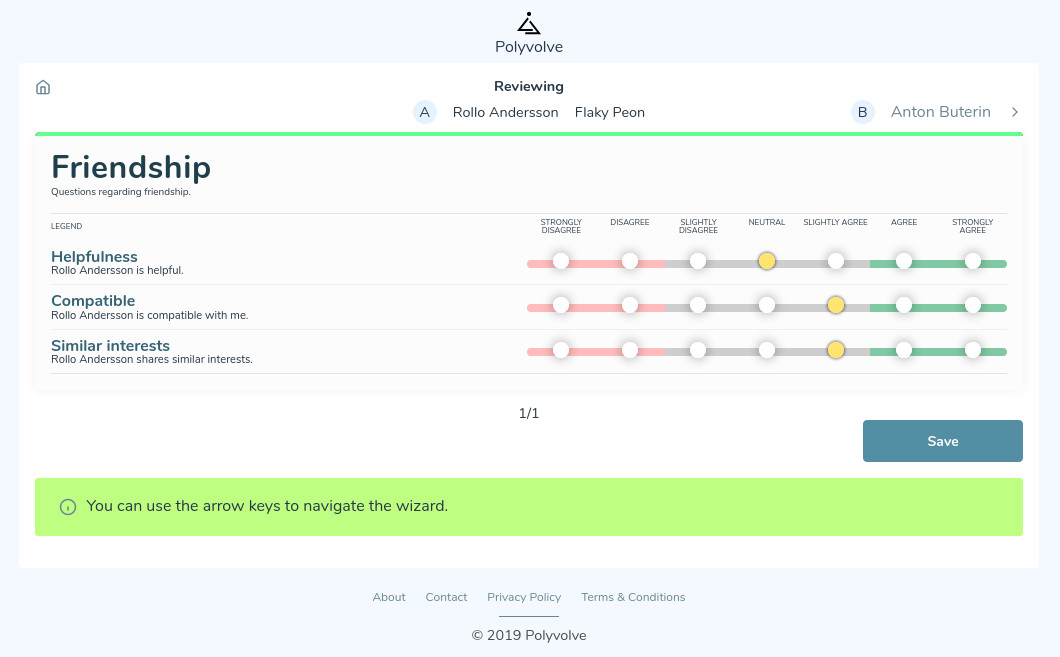 Polyvolve
Reviewing
A Rollo Andersson Flaky Peon B Anton Buterin
Friendship
Questions regarding friendship.
LEGEND STRONGLY DISAGREE DISAGREE SLIGHTLY DISAGREE NEUTRAL SLIGHTLY AGREE AGREE STRONGLY AGREE
Helpfulness
Rollo Andersson is helpful.
Compatible
Rollo Andersson is compatible with me.
Similar interests
Rollo Andersson shares similar interests.
1/1
Save
You can use the arrow keys to navigate the wizard.
About Contact Privacy Policy Terms & Conditions
© 2019 Polyvolve